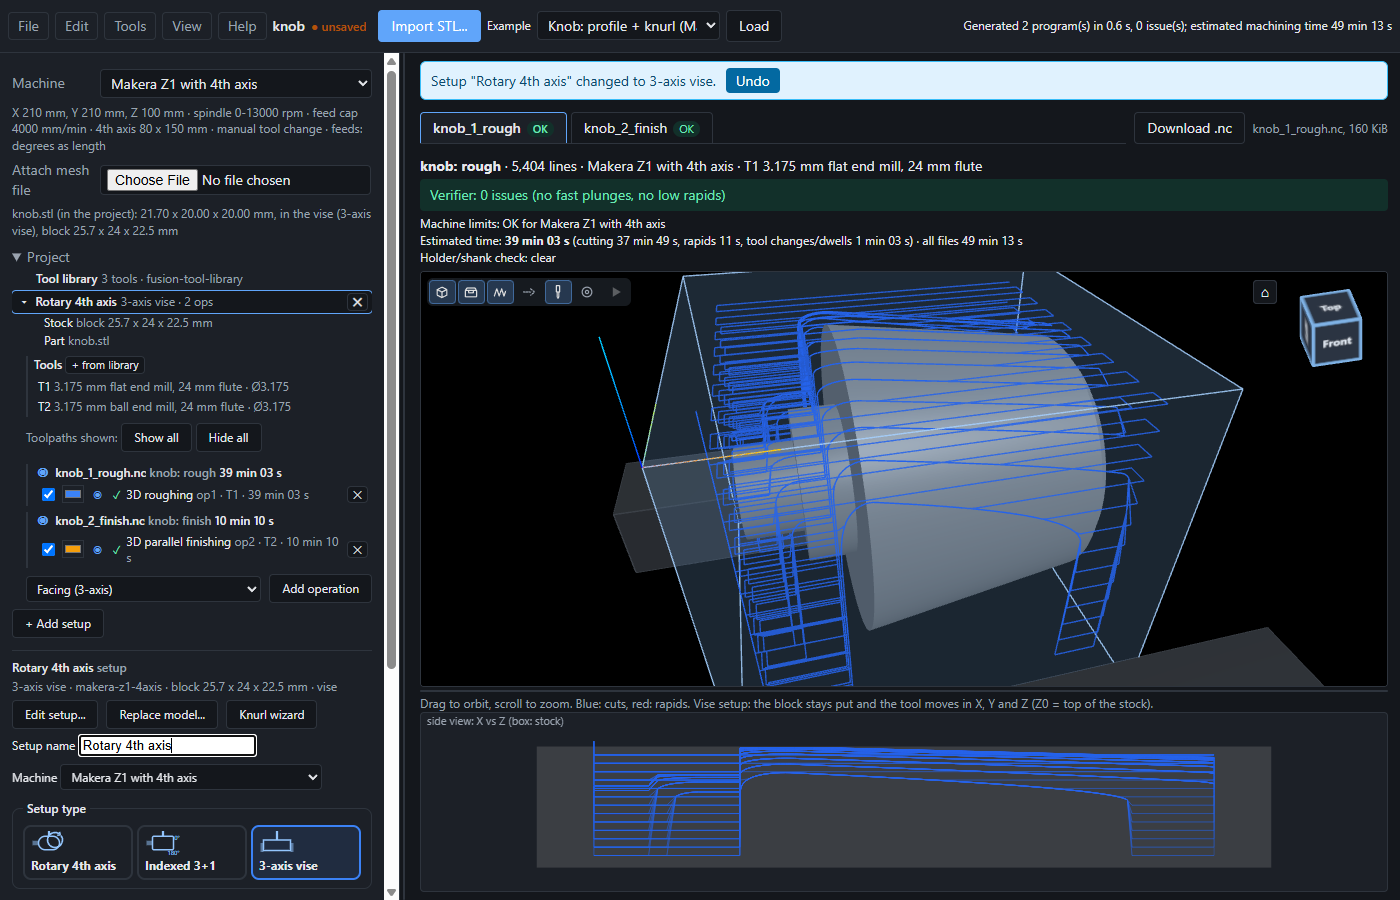 File Edit Tools View Help knob • unsaved Import STL... Example Knob: profile + knurl (M Load Generated 2 program(s) in 0.6 s, 0 issue(s); estimated machining time 49 min 13 s
Machine Makera Z1 with 4th axis
X 210 mm, Y 210 mm, Z 100 mm · spindle 0-13000 rpm · feed cap
4000 mm/min · 4th axis 80 x 150 mm · manual tool change · feeds:
degrees as length
Attach mesh
file
Choose File No file chosen
knob.stl (in the project): 21.70 x 20.00 x 20.00 mm, in the vise (3-axis
vise), block 25.7 x 24 x 22.5 mm
Project
Tool library 3 tools · fusion-tool-library
Rotary 4th axis 3-axis vise · 2 ops
Stock block 25.7 x 24 x 22.5 mm
Part knob.stl
Tools + from library
T1 3.175 mm flat end mill, 24 mm flute · Ø3.175
T2 3.175 mm ball end mill, 24 mm flute · Ø3.175
Toolpaths shown: Show all Hide all
knob_1_rough.nc knob: rough 39 min 03 s
3D roughing op1 · T1 · 39 min 03 s
knob_2_finish.nc knob: finish 10 min 10 s
3D parallel finishing op2 · T2 · 10 min 10
s
Facing (3-axis) Add operation
+ Add setup
Rotary 4th axis setup
3-axis vise · makera-z1-4axis · block 25.7 x 24 x 22.5 mm · vise
Edit setup... Replace model... Knurl wizard
Setup name Rotary 4th axis
Machine Makera Z1 with 4th axis
Setup type
180°
Rotary 4th axis Indexed 3+1 3-axis vise
Setup "Rotary 4th axis" changed to 3-axis vise. Undo
knob_1_rough OK knob_2_finish OK Download .nc knob_1_rough.nc, 160 KiB
knob: rough · 5,404 lines · Makera Z1 with 4th axis · T1 3.175 mm flat end mill, 24 mm flute
Verifier: 0 issues (no fast plunges, no low rapids)
Machine limits: OK for Makera Z1 with 4th axis
Estimated time: 39 min 03 s (cutting 37 min 49 s, rapids 11 s, tool changes/dwells 1 min 03 s) · all files 49 min 13 s
Holder/shank check: clear
Top
Front
Drag to orbit, scroll to zoom. Blue: cuts, red: rapids. Vise setup: the block stays put and the tool moves in X, Y and Z (Z0 = top of the stock).
side view: X vs Z (box: stock)